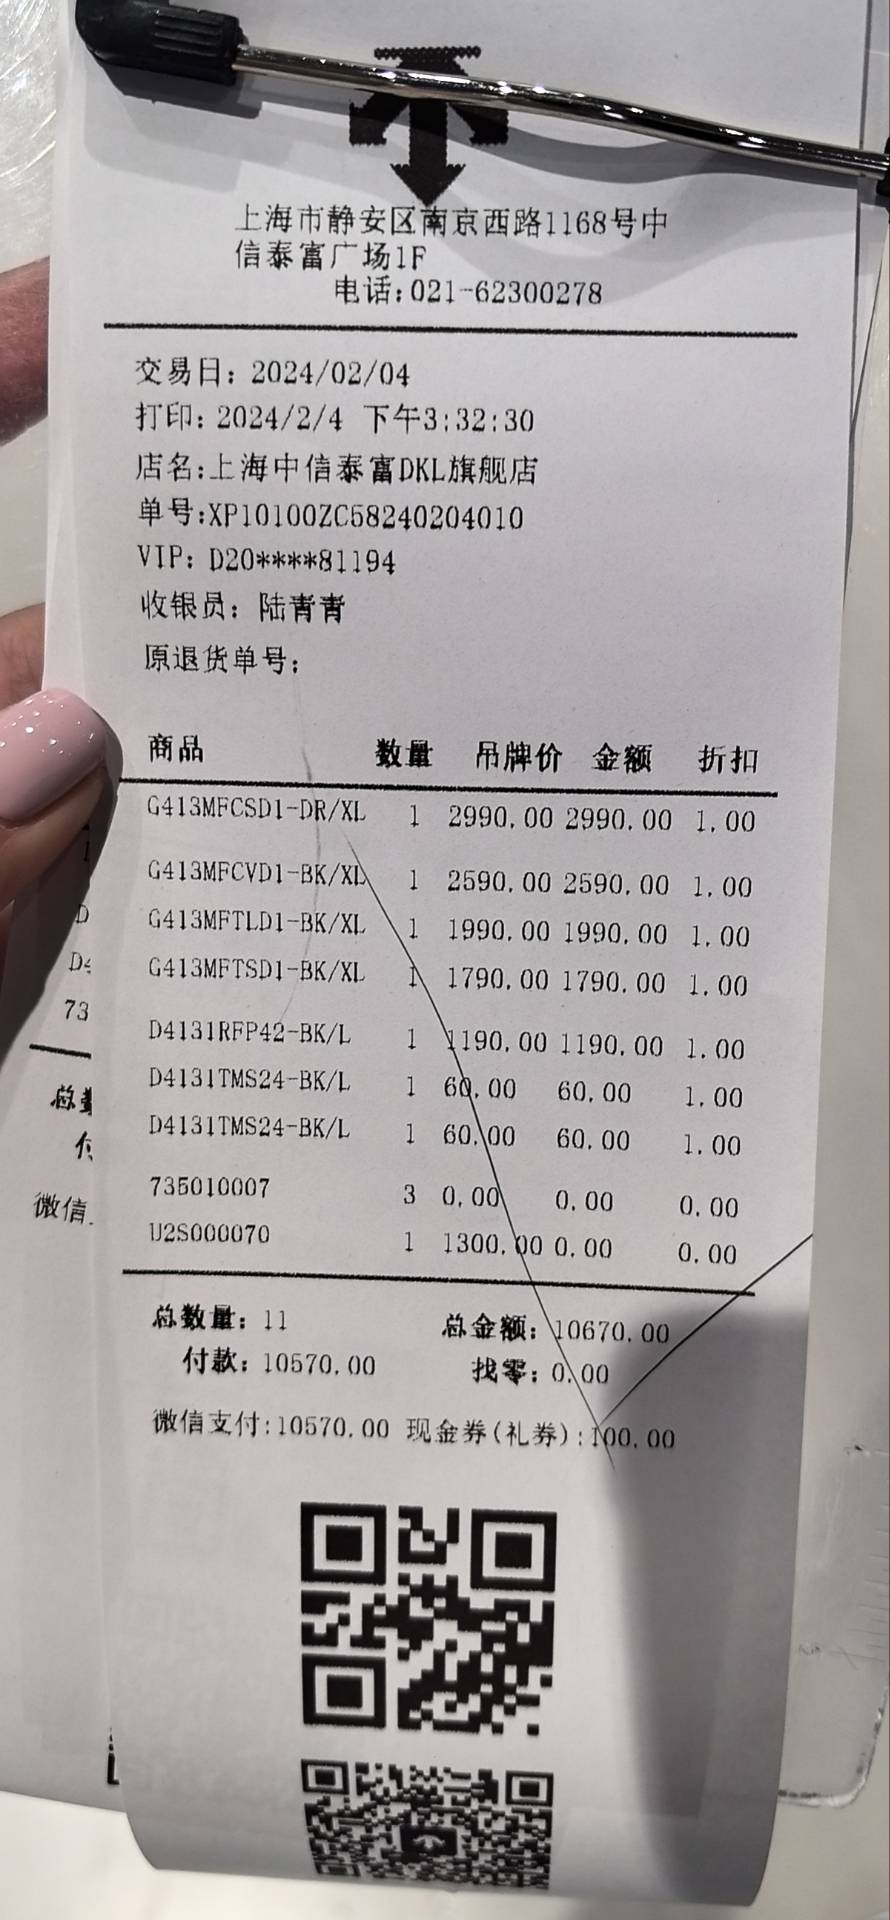 上海市静安区南京西路1168号中
信泰富广场1F
电话:021-62300278
交易日: 2024/02/04
打印: 2024/2/4 下午3:32:30
店名:上海中信泰富DKL旗舰店
单号:XP10100ZC58240204010
VIP: D20****81194
收银员: 陆青青
原退货单号:
商品 数量 吊牌价 金额 折扣
G413MFCSD1-DR/XL 1 2990.00 2990.00 1.00
G413MFCVD1-BK/XL 1 2590.00 2590.00 1.00
G413MFTLD1-BK/XL 1 1990.00 1990.00 1.00
G413MFTSD1-BK/XL 1 1790.00 1790.00 1.00
D4131RFP42-BK/L 1 1190.00 1190.00 1.00
D4131TMS24-BK/L 1 60.00 60.00 1.00
D4131TMS24-BK/L 1 60.00 60.00 1.00
735010007 3 0.00 0.00 0.00
U2S000070 1 1300.00 0.00 0.00
总数量: 11 总金额: 10670.00
付款: 10570.00 找零: 0.00
微信支付:10570.00 现金券(礼券):100.00
D4
73
微信